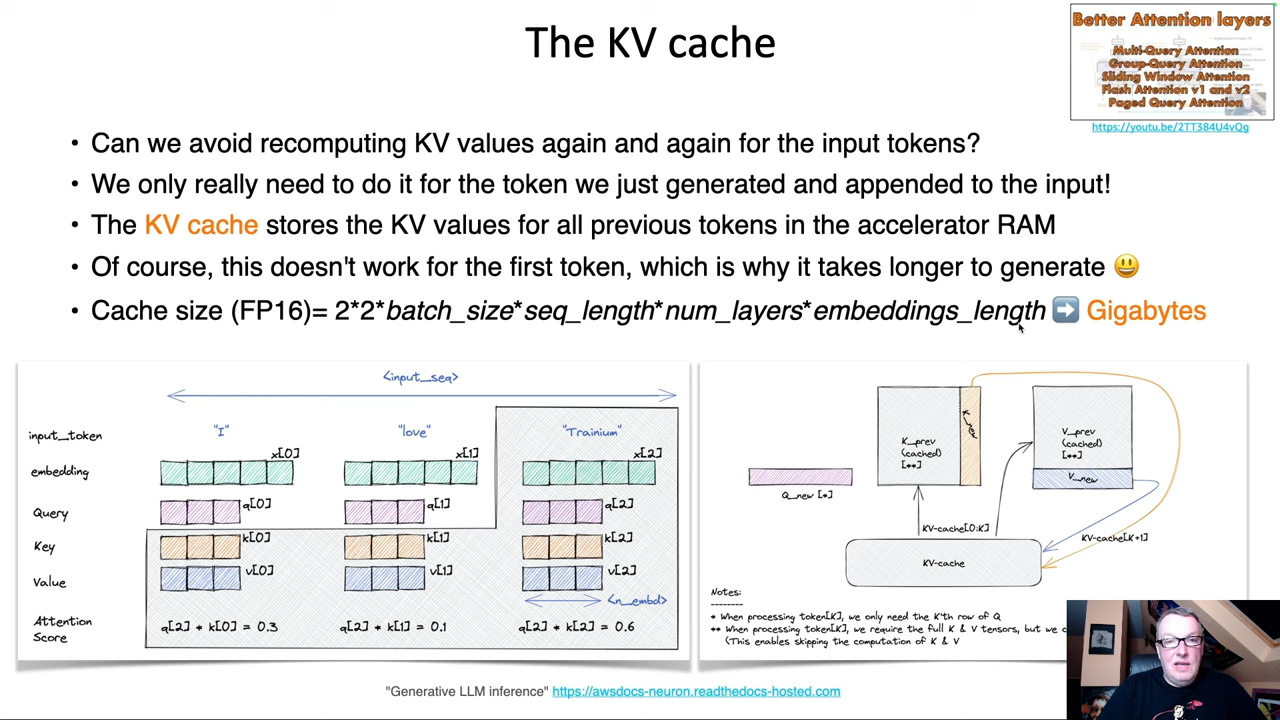 The KV cache
Better Attention layers
Multi-Query Attention
Group-Query Attention
Sliding Window Attention
Flash Attention v1 and v2
Paged Query Attention
https://youtu.be/2TT384U4vQg
• Can we avoid recomputing KV values again and again for the input tokens?
• We only really need to do it for the token we just generated and appended to the input!
• The KV cache stores the KV values for all previous tokens in the accelerator RAM
• Of course, this doesn't work for the first token, which is why it takes longer to generate 😃
• Cache size (FP16)= 2*2*batch_size*seq_length*num_layers*embeddings_length ➡️ Gigabytes
<input_seq>
input_token "I" "love" "Trainium"
embedding x[0] x[1] x[2]
Query q[0] q[1] q[2]
Key k[0] k[1] k[2]
Value v[0] v[1] v[2]
<n_embd>
Attention
Score
q[2] * k[0] = 0.3 q[2] * k[1] = 0.1 q[2] * k[2] = 0.6
K_prev
(cached)
[**]
K_new
V_prev
(cached)
[**]
V_new
Q_new [*]
KV-cache[0:K]
KV-cache[K+1]
KV-cache
Notes:
--------
* When processing token[K], we only need the K'th row of Q
** When processing token[K], we require the full K & V tensors, but we c
(This enables skipping the computation of K & V
"Generative LLM inference" https://awsdocs-neuron.readthedocs-hosted.com